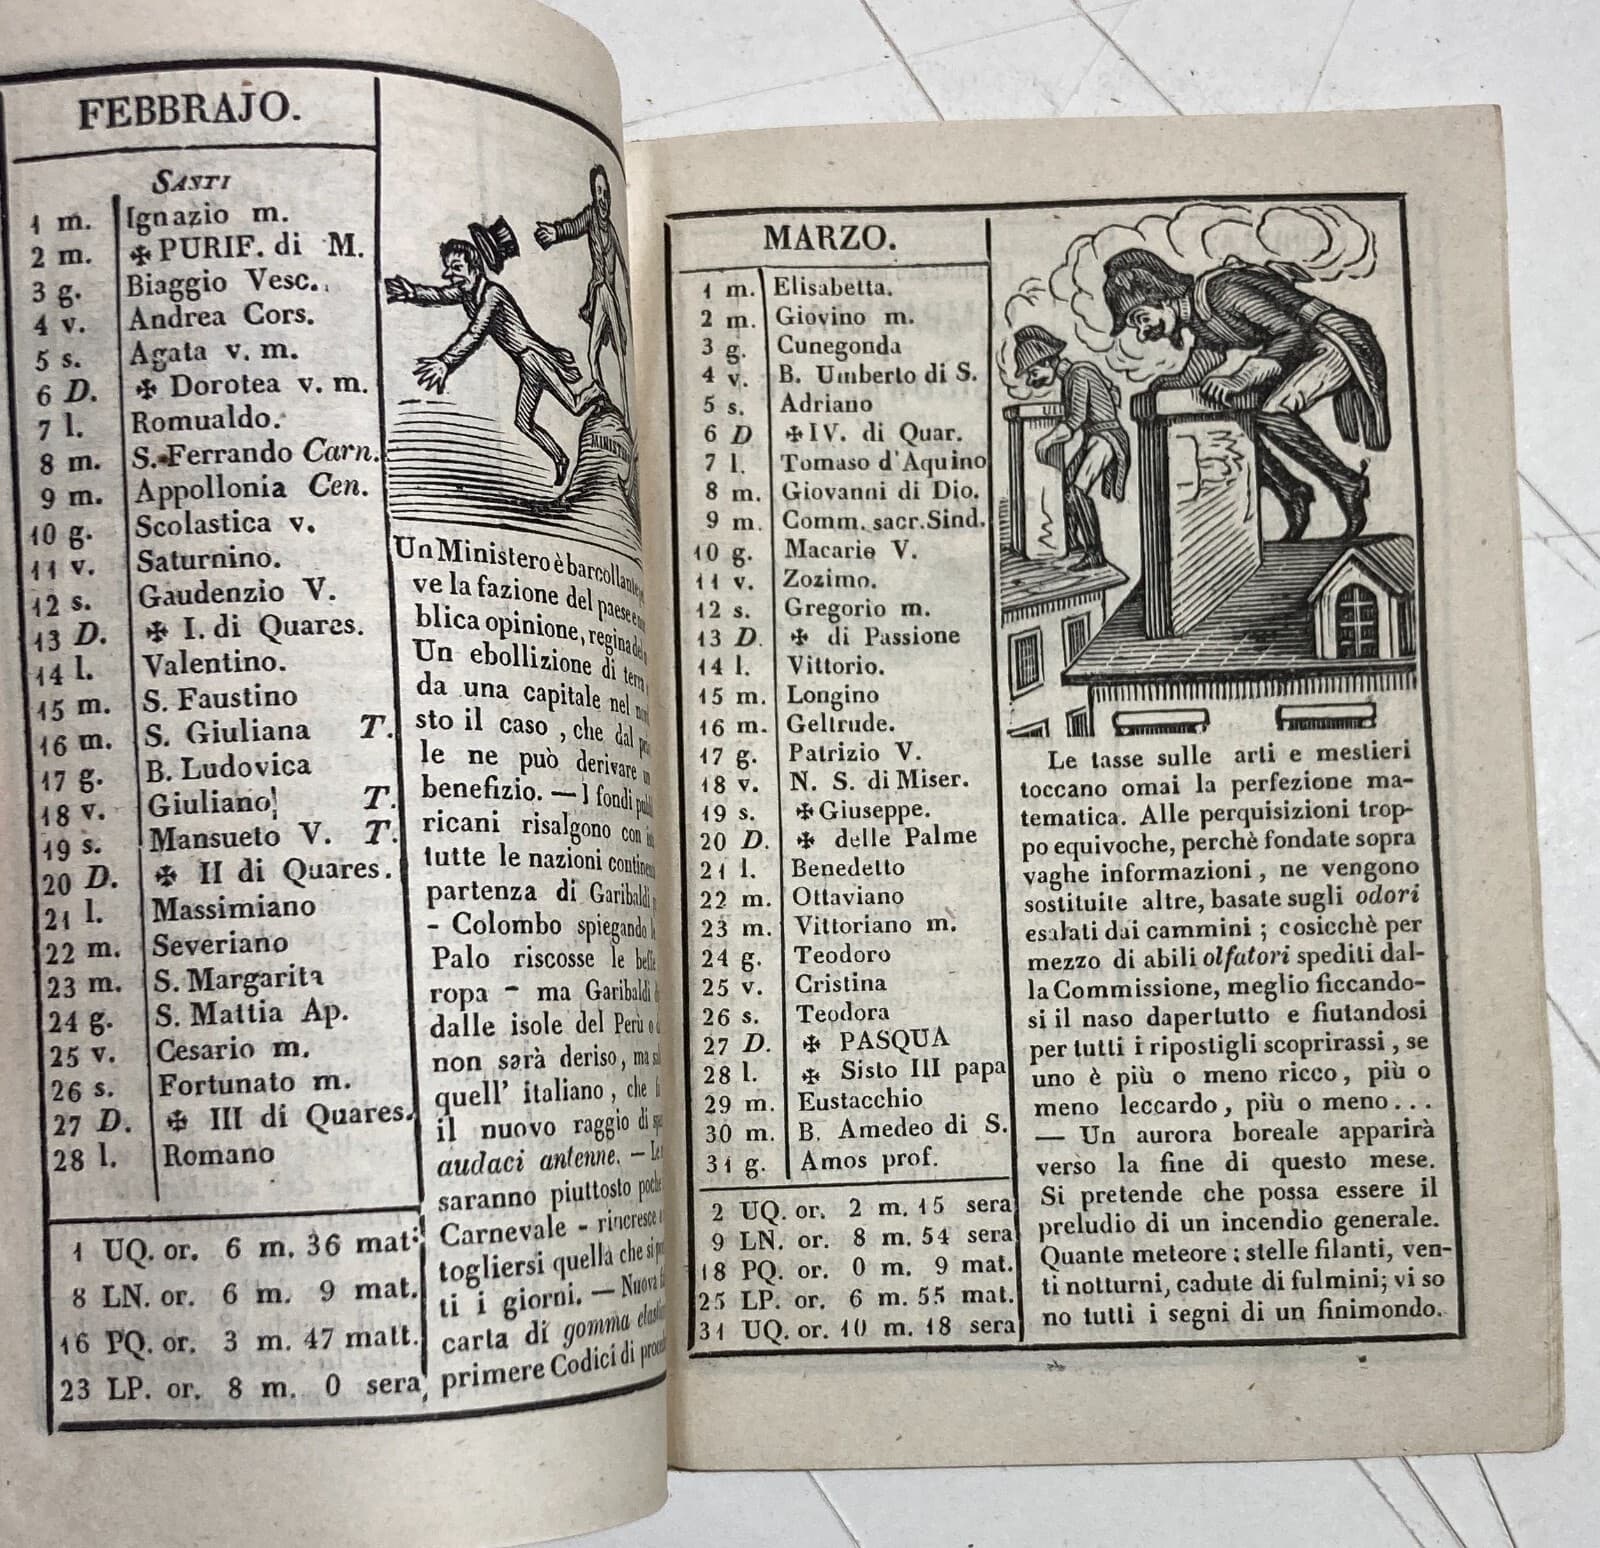 FEBBRAJO.
SANTI
1 m. Ignazio m.
2 m. ✠ PURIF. di M.
3 g. Biaggio Vesc.
4 v. Andrea Cors.
5 s. Agata v. m.
6 D. ✠ Dorotea v. m.
7 l. Romualdo.
8 m. S. Ferrando Carn.
9 m. Appollonia Cen.
10 g. Scolastica v.
11 v. Saturnino.
12 s. Gaudenzio V.
13 D. ✠ I. di Quares.
14 l. Valentino.
15 m. S. Faustino
16 m. S. Giuliana T.
17 g. B. Ludovica
18 v. Giuliano T.
19 s. Mansueto V. T.
20 D. ✠ II di Quares.
21 l. Massimiano
22 m. Severiano
23 m. S. Margarita
24 g. S. Mattia Ap.
25 v. Cesario m.
26 s. Fortunato m.
27 D. ✠ III di Quares.
28 l. Romano
1 UQ. or. 6 m. 36 mat.
8 LN. or. 6 m. 9 mat.
16 PQ. or. 3 m. 47 matt.
23 LP. or. 8 m. 0 sera
MINISTERO
Un Ministero è barcollante
ve la fazione del paese e
blica opinione, regina del
Un ebollizione di terra
da una capitale nel
sto il caso, che dal
le ne può derivare un
benefizio. — I fondi
ricani risalgono con
tutte le nazioni
partenza di Garibaldi
- Colombo spiegando
Palo riscosse le beffe
ropa - ma Garibaldi
dalle isole del Perù o
non sarà deriso, ma
quell' italiano, che
il nuovo raggio di
audaci antenne. — Le
saranno piuttosto poche
Carnevale - rincresce
togliersi quella che si
ti i giorni. — Nuova
carta di gomma
primere Codici di
MARZO.
1 m. Elisabetta.
2 m. Giovino m.
3 g. Cunegonda
4 v. B. Umberto di S.
5 s. Adriano
6 D ✠ IV. di Quar.
7 l. Tomaso d'Aquino
8 m. Giovanni di Dio.
9 m. Comm. sacr. Sind.
10 g. Macario V.
11 v. Zozimo.
12 s. Gregorio m.
13 D. ✠ di Passione
14 l. Vittorio.
15 m. Longino
16 m. Geltrude.
17 g. Patrizio V.
18 v. N. S. di Miser.
19 s. ✠ Giuseppe.
20 D. ✠ delle Palme
21 l. Benedetto
22 m. Ottaviano
23 m. Vittoriano m.
24 g. Teodoro
25 v. Cristina
26 s. Teodora
27 D. ✠ PASQUA
28 l. ✠ Sisto III papa
29 m. Eustacchio
30 m. B. Amedeo di S.
31 g. Amos prof.
2 UQ. or. 2 m. 15 sera
9 LN. or. 8 m. 54 sera
18 PQ. or. 0 m. 9 mat.
25 LP. or. 6 m. 55 mat.
31 UQ. or. 10 m. 18 sera
Le tasse sulle arti e mestieri
toccano omai la perfezione ma-
tematica. Alle perquisizioni trop-
po equivoche, perchè fondate sopra
vaghe informazioni, ne vengono
sostituite altre, basate sugli odori
esalati dai cammini; cosicchè per
mezzo di abili olfatori spediti dal-
la Commissione, meglio ficcando-
si il naso dapertutto e fiutandosi
per tutti i ripostigli scoprirassi, se
uno è più o meno ricco, più o
meno leccardo, più o meno...
— Un aurora boreale apparirà
verso la fine di questo mese.
Si pretende che possa essere il
preludio di un incendio generale.
Quante meteore: stelle filanti, ven-
ti notturni, cadute di fulmini; vi so
no tutti i segni di un finimondo.